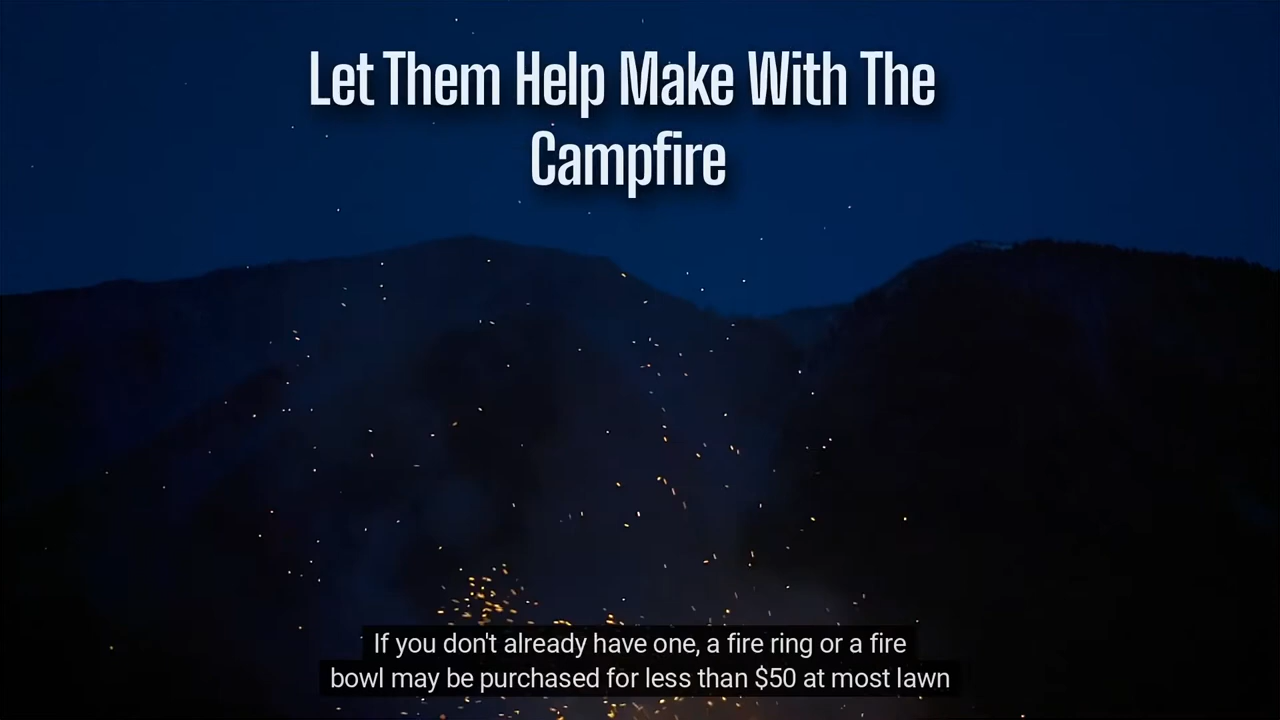 Let Them Help Make With The
Campfire
If you don't already have one, a fire ring or a fire
bowl may be purchased for less than $50 at most lawn